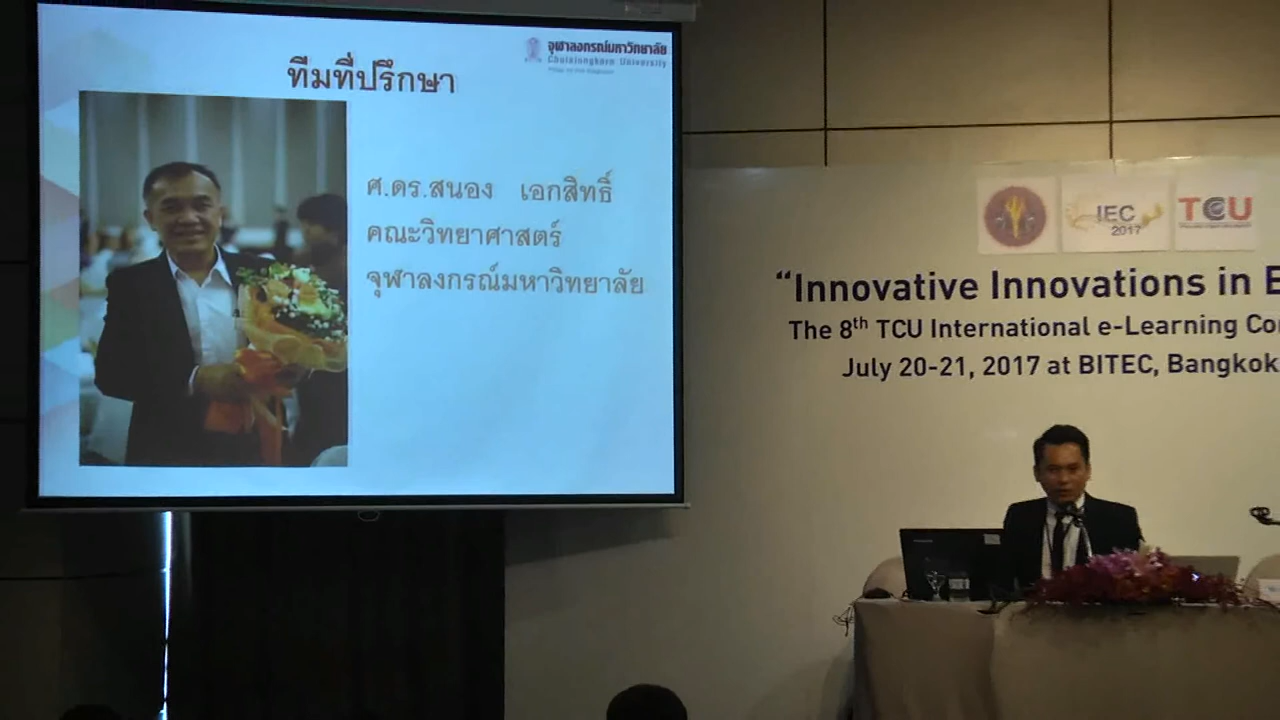 จุฬาลงกรณ์มหาวิทยาลัย
Chulalongkorn University
ทีมที่ปรึกษา
ศ.ดร.สนอง เอกสิทธิ์
คณะวิทยาศาสตร์
จุฬาลงกรณ์มหาวิทยาลัย
IEC
2017
TCU
“Innovative Innovations in E
The 8th TCU International e-Learning Co
July 20-21, 2017 at BITEC, Bangkok